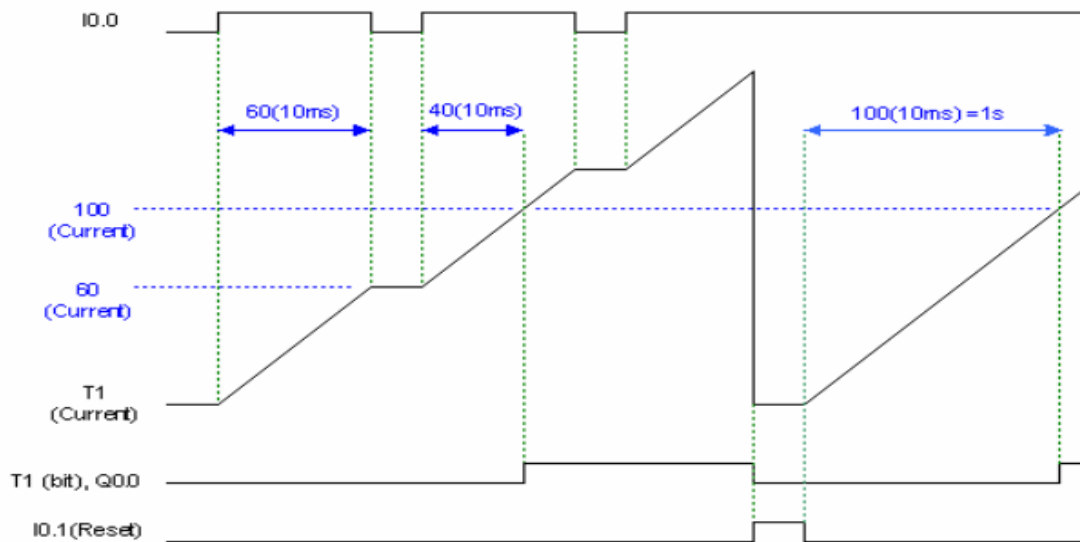 I0.0
60(10ms)
40(10ms)
100(10ms)=1s
100
(Current)
60
(Current)
T1
(Current)
T1 (bit), Q0.0
I0.1(Reset)